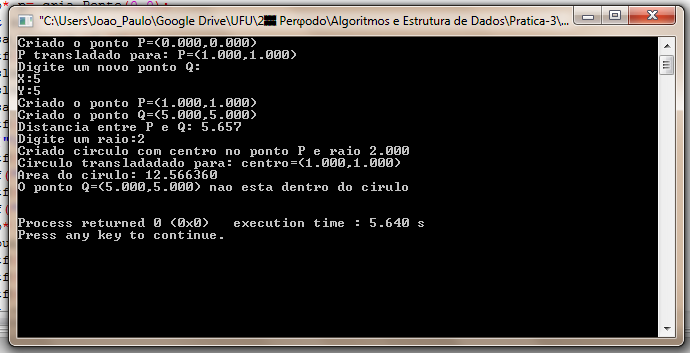 "C:\Users\Joao_Paulo\Google Drive\UFU\2 Perφodo\Algoritmos e Estrutura de Dados\Pratica-3\...
Criado o ponto P=(0.000,0.000)
P transladado para: P=(1.000,1.000)
Digite um novo ponto Q:
X:5
Y:5
Criado o ponto P=(1.000,1.000)
Criado o ponto Q=(5.000,5.000)
Distancia entre P e Q: 5.657
Digite um raio:2
Criado circulo com centro no ponto P e raio 2.000
Circulo transladadado para: centro=(1.000,1.000)
Area do cirulo: 12.566360
O ponto Q=(5.000,5.000) nao esta dentro do cirulo
Process returned 0 (0x0)   execution time : 5.640 s
Press any key to continue.